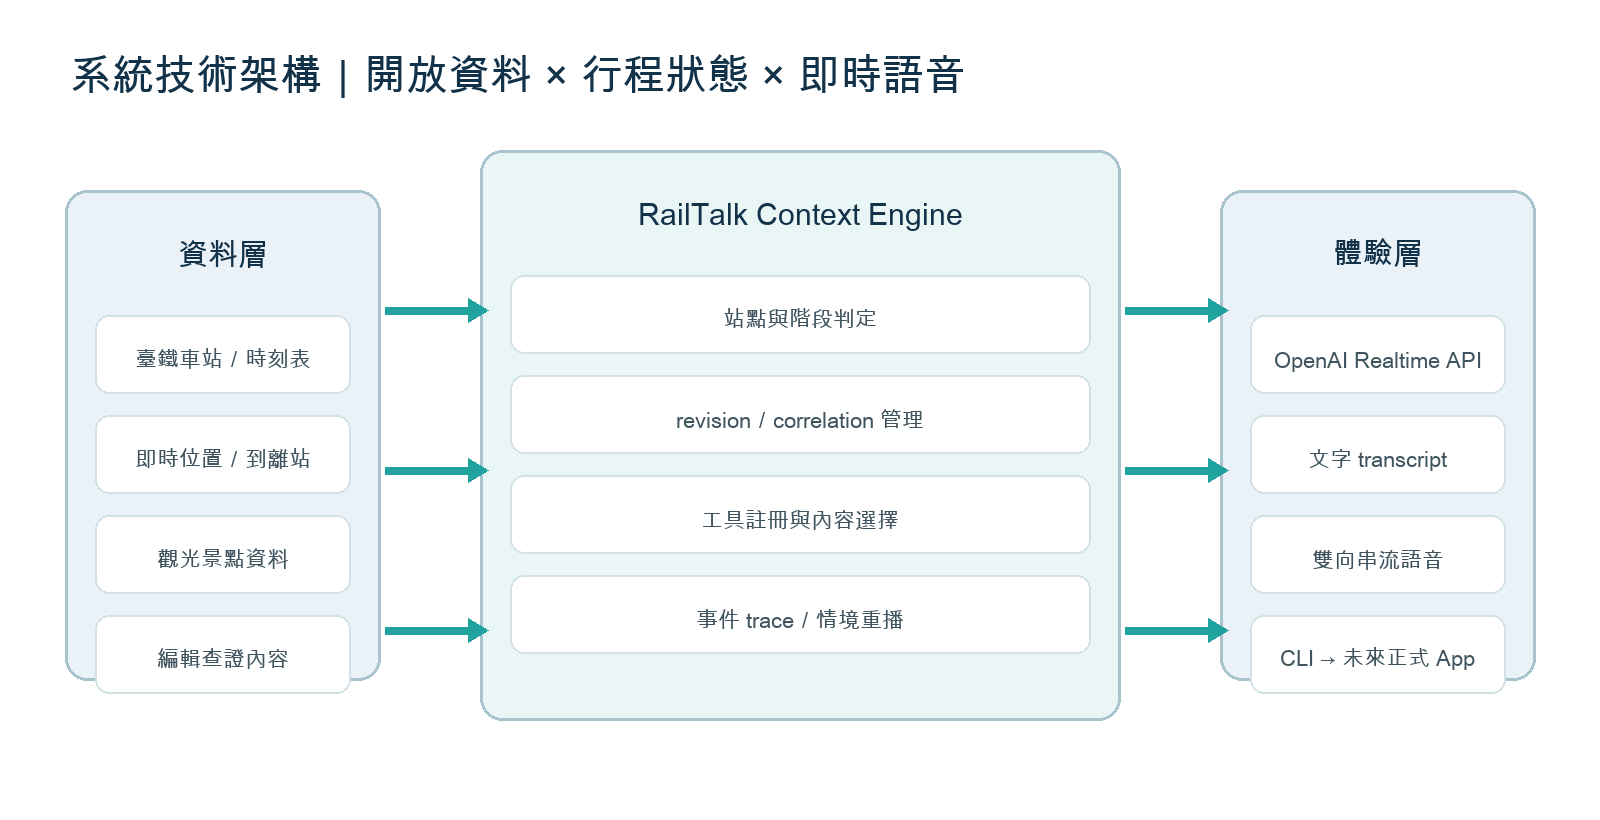 系統技術架構 | 開放資料 × 行程狀態 × 即時語音
資料層
臺鐵車站 / 時刻表
即時位置 / 到離站
觀光景點資料
編輯查證內容
RailTalk Context Engine
站點與階段判定
revision / correlation 管理
工具註冊與內容選擇
事件 trace / 情境重播
體驗層
OpenAI Realtime API
文字 transcript
雙向串流語音
CLI → 未來正式 App